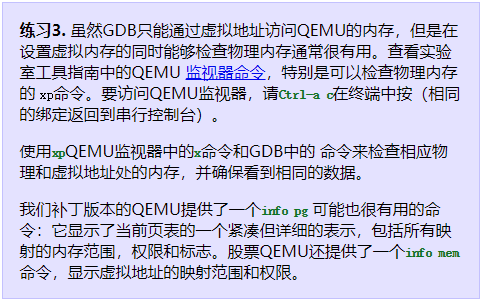 练习3. 虽然GDB只能通过虚拟地址访问QEMU的内存，但是在
设置虚拟内存的同时能够检查物理内存通常很有用。查看实验
室工具指南中的QEMU 监视器命令，特别是可以检查物理内存
的 xp命令。要访问QEMU监视器，请Ctrl-a c在终端中按（相同
的绑定返回到串行控制台）。
使用xpQEMU监视器中的x命令和GDB中的 命令来检查相应物
理和虚拟地址处的内存，并确保看到相同的数据。
我们补丁版本的QEMU提供了一个info pg 可能也很有用的命
令：它显示了当前页表的一个紧凑但详细的表示，包括所有映
射的内存范围，权限和标志。股票QEMU还提供了一个info mem
命令，显示虚拟地址的映射范围和权限。